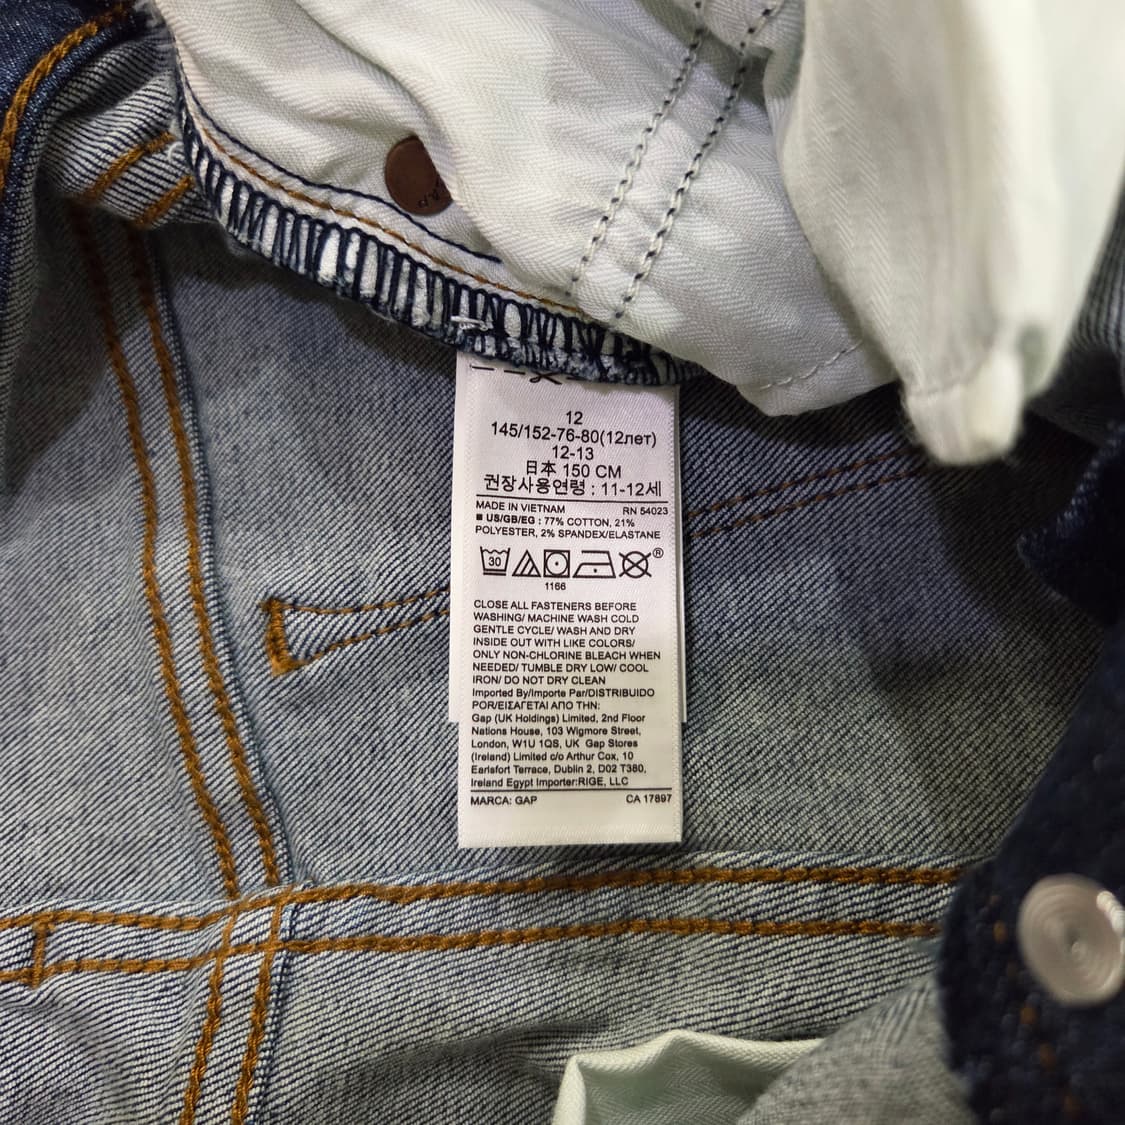 12
145/152-76-80(12лет)
12-13
日本 150 CM
권장사용연령 : 11-12세
MADE IN VIETNAM RN 54023
■ US/GB/EG : 77% COTTON, 21%
POLYESTER, 2% SPANDEX/ELASTANE
30 ®
1166
CLOSE ALL FASTENERS BEFORE
WASHING/ MACHINE WASH COLD
GENTLE CYCLE/ WASH AND DRY
INSIDE OUT WITH LIKE COLORS/
ONLY NON-CHLORINE BLEACH WHEN
NEEDED/ TUMBLE DRY LOW/ COOL
IRON/ DO NOT DRY CLEAN
Imported By/Importe Par/DISTRIBUIDO
POR/ΕΙΣΑΓΕΤΑΙ ΑΠΟ ΤΗΝ:
Gap (UK Holdings) Limited, 2nd Floor
Nations House, 103 Wigmore Street,
London, W1U 1QS, UK Gap Stores
(Ireland) Limited c/o Arthur Cox, 10
Earlsfort Terrace, Dublin 2, D02 T380,
Ireland Egypt Importer:RIGE, LLC
MARCA: GAP CA 17897